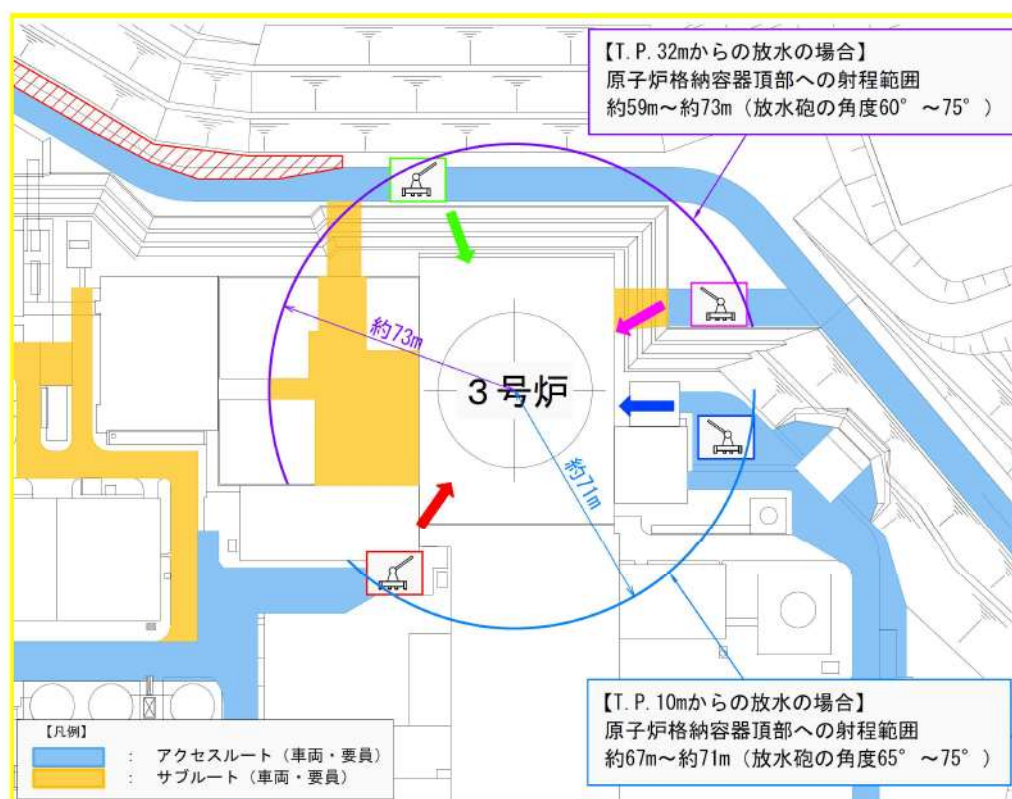 【T.P.32mからの放水の場合】
原子炉格納容器頂部への射程範囲
約59m～約73m（放水砲の角度60°～75°）
約73m
3号炉
約71m
【T.P.10mからの放水の場合】
原子炉格納容器頂部への射程範囲
約67m～約71m（放水砲の角度65°～75°）
【凡例】
： アクセスルート（車両・要員）
： サブルート（車両・要員）